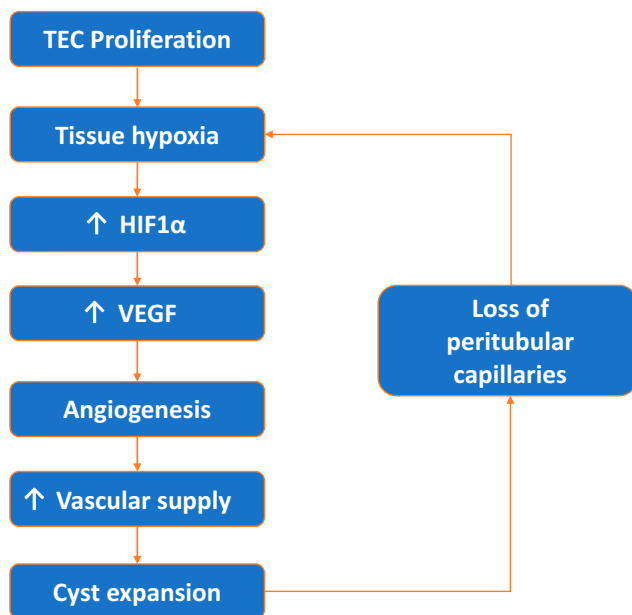 TEC Proliferation
Tissue hypoxia
↑ HIF1α
↑ VEGF
Angiogenesis
↑ Vascular supply
Cyst expansion
Loss of
peritubular
capillaries